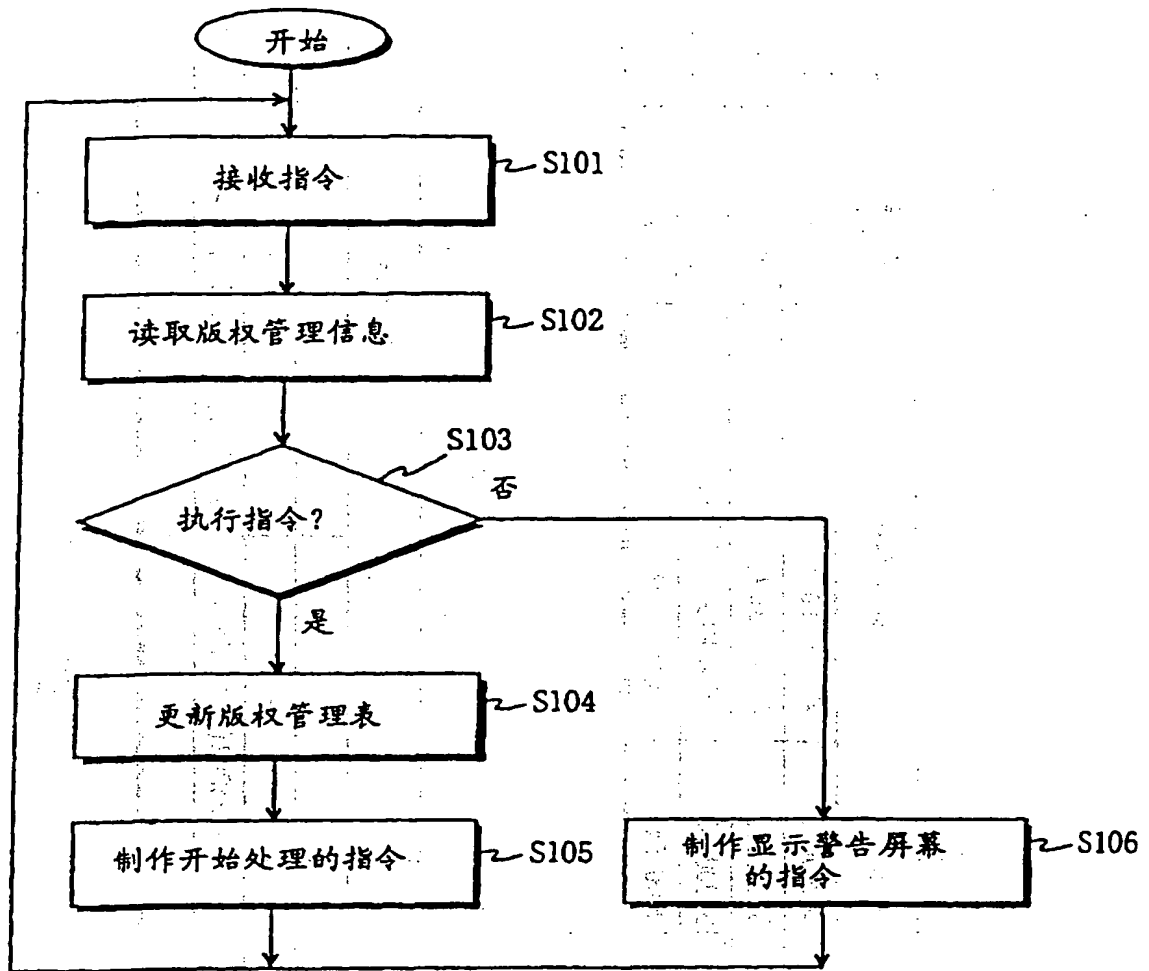 开始
接收指令
S101
读取版权管理信息
S102
S103
执行指令?
否
是
更新版权管理表
S104
制作开始处理的指令
S105
制作显示警告屏幕
的指令
S106